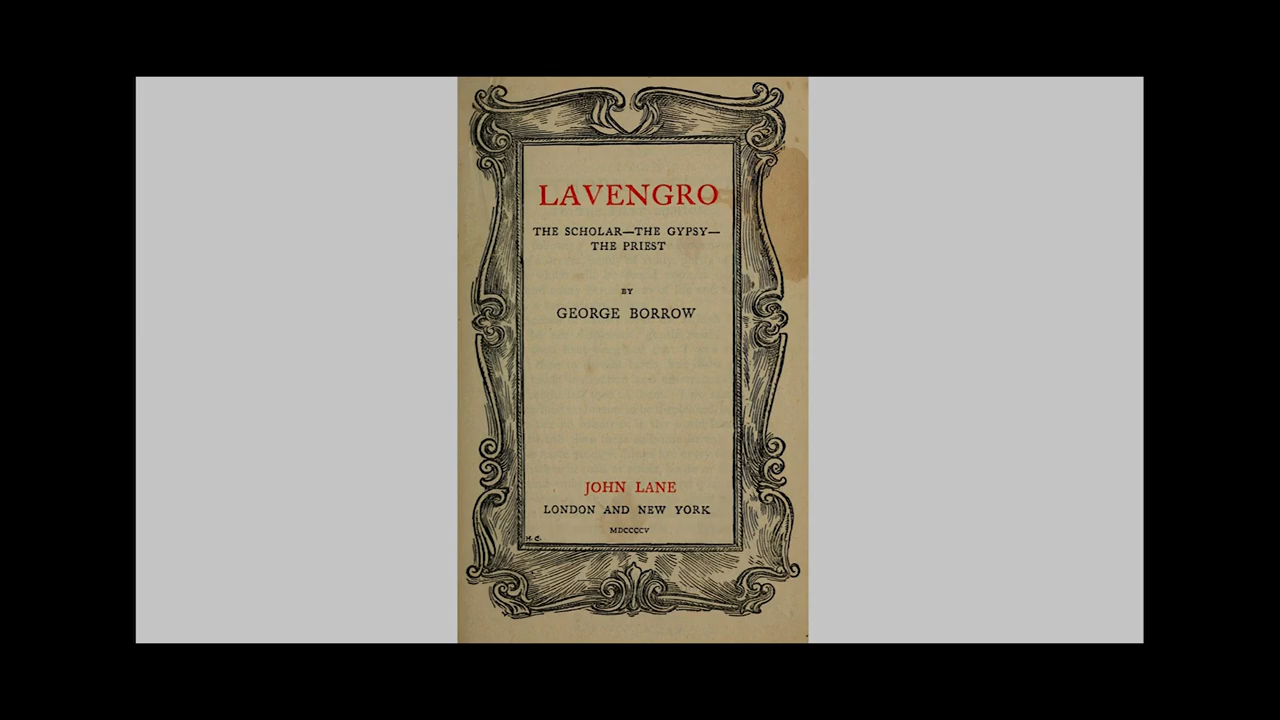 LAVENGRO
THE SCHOLAR—THE GYPSY—
THE PRIEST
BY
GEORGE BORROW
JOHN LANE
LONDON AND NEW YORK
MDCCCCV
H. C.